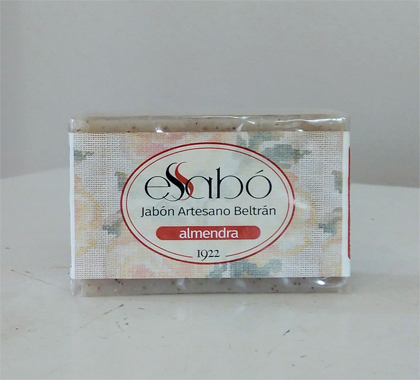 eSsabó
Jabón Artesano Beltrán
almendra
1922